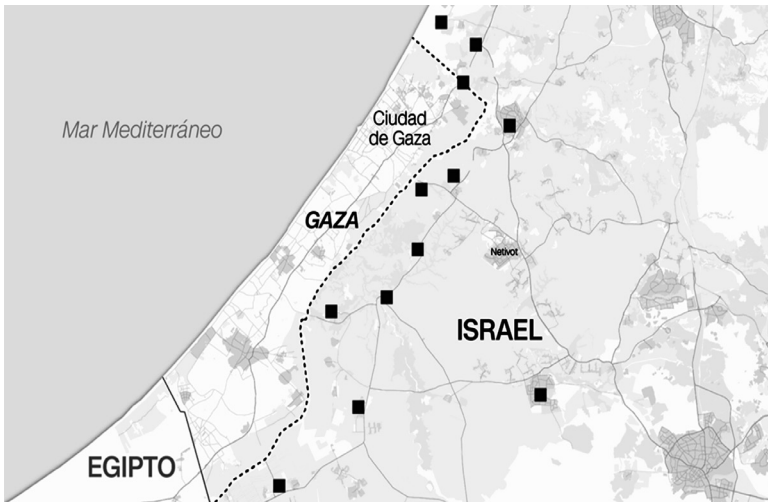 Mar Mediterráneo
Ciudad
de Gaza
GAZA
Netivot
ISRAEL
EGIPTO